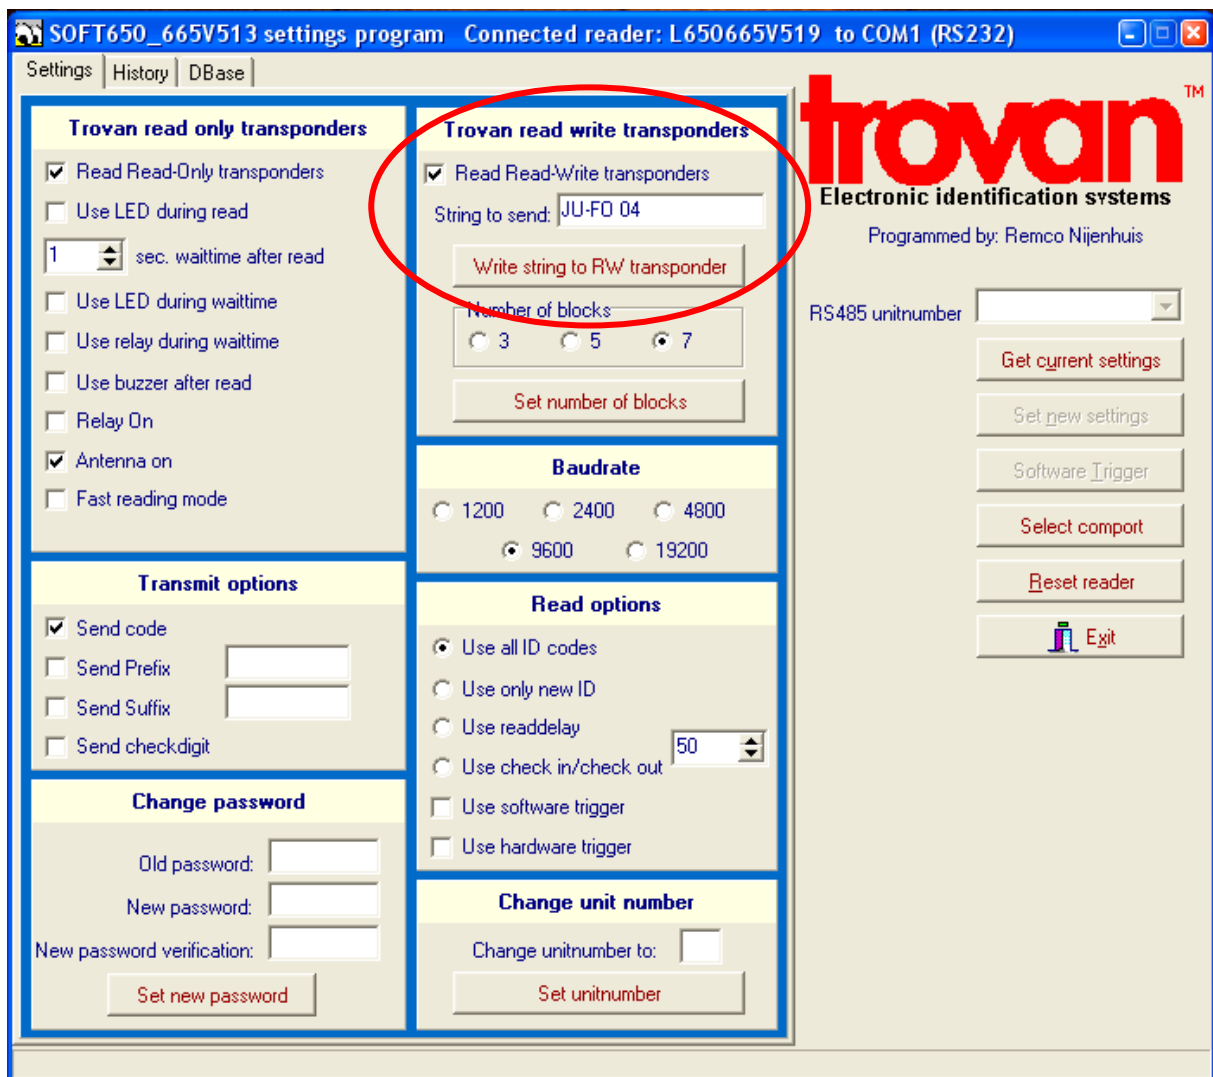 SOFT650_665V513 settings program Connected reader: L650665V519 to COM1 (RS232)
Settings History DBase
Trovan read only transponders
Read Read-Only transponders
Use LED during read
1 sec. waittime after read
Use LED during waittime
Use relay during waittime
Use buzzer after read
Relay On
Antenna on
Fast reading mode
Transmit options
Send code
Send Prefix
Send Suffix
Send checkdigit
Change password
Old password:
New password:
New password verification:
Set new password
Trovan read write transponders
Read Read-Write transponders
String to send: JU-FO 04
Write string to RW transponder
Number of blocks
3 5 7
Set number of blocks
Baudrate
1200 2400 4800
9600 19200
Read options
Use all ID codes
Use only new ID
Use readdelay
50
Use check in/check out
Use software trigger
Use hardware trigger
Change unit number
Change unitnumber to:
Set unitnumber
trovan TM
Electronic identification systems
Programmed by: Remco Nijenhuis
RS485 unitnumber
Get current settings
Set new settings
Software Trigger
Select comport
Reset reader
Exit